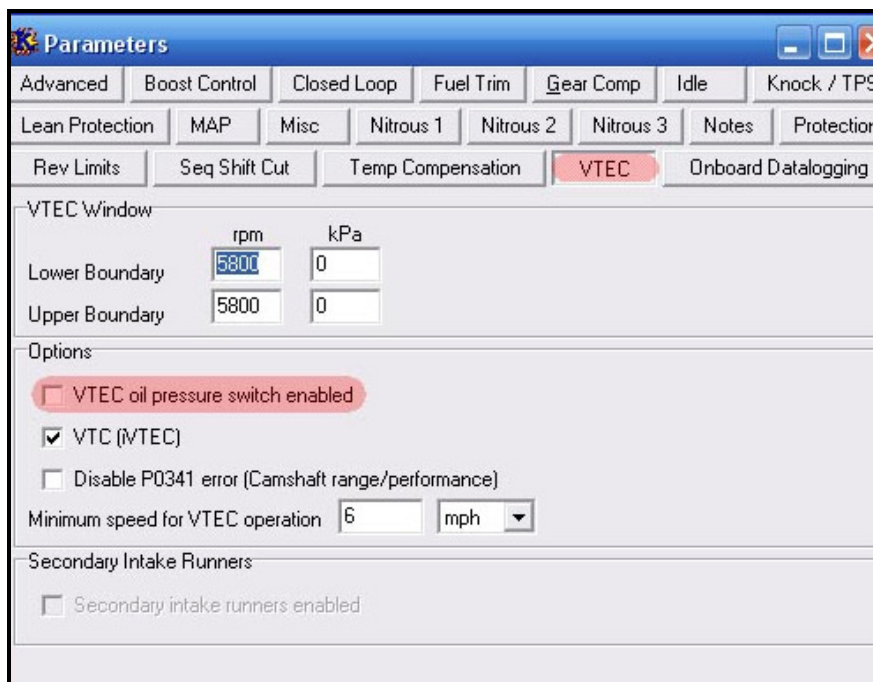 Parameters
Advanced Boost Control Closed Loop Fuel Trim Gear Comp Idle Knock / TPS
Lean Protection MAP Misc Nitrous 1 Nitrous 2 Nitrous 3 Notes Protection
Rev Limits Seq Shift Cut Temp Compensation VTEC Onboard Datalogging
VTEC Window
rpm kPa
Lower Boundary 5800 0
Upper Boundary 5800 0
Options
VTEC oil pressure switch enabled
VTC (iVTEC)
Disable P0341 error (Camshaft range/performance)
Minimum speed for VTEC operation 6 mph
Secondary Intake Runners
Secondary intake runners enabled